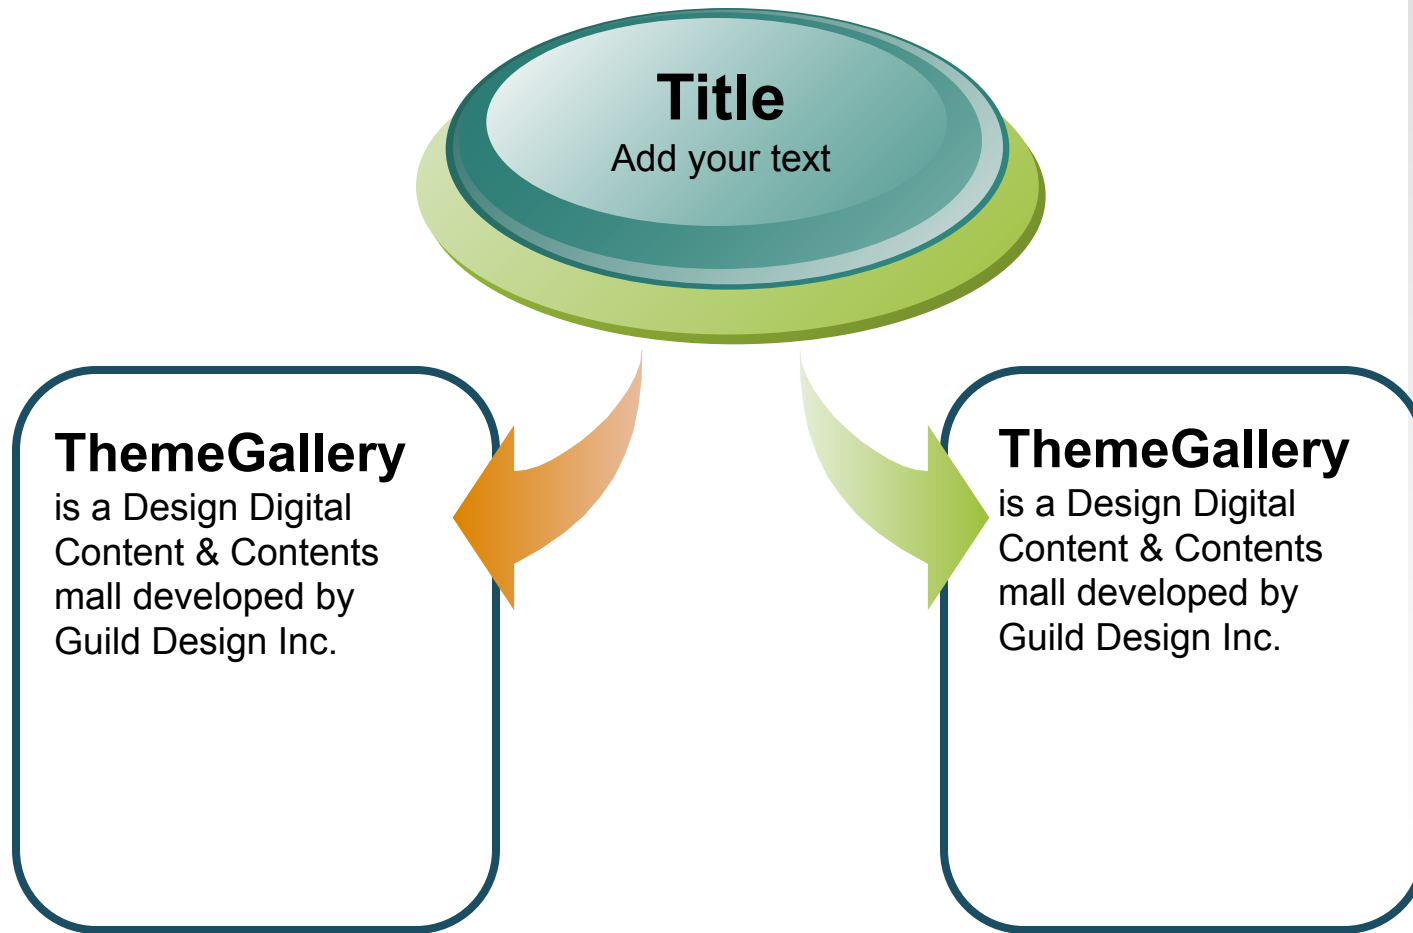 Title
Add your text
ThemeGallery
is a Design Digital
Content & Contents
mall developed by
Guild Design Inc.
ThemeGallery
is a Design Digital
Content & Contents
mall developed by
Guild Design Inc.